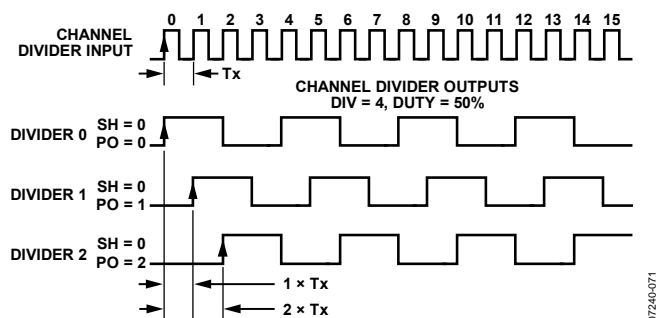 0 1 2 3 4 5 6 7 8 9 10 11 12 13 14 15
CHANNEL
DIVIDER INPUT
Tx
CHANNEL DIVIDER OUTPUTS
DIV = 4, DUTY = 50%
DIVIDER 0 SH = 0
PO = 0
DIVIDER 1 SH = 0
PO = 1
DIVIDER 2 SH = 0
PO = 2
1 × Tx
2 × Tx
07240-071